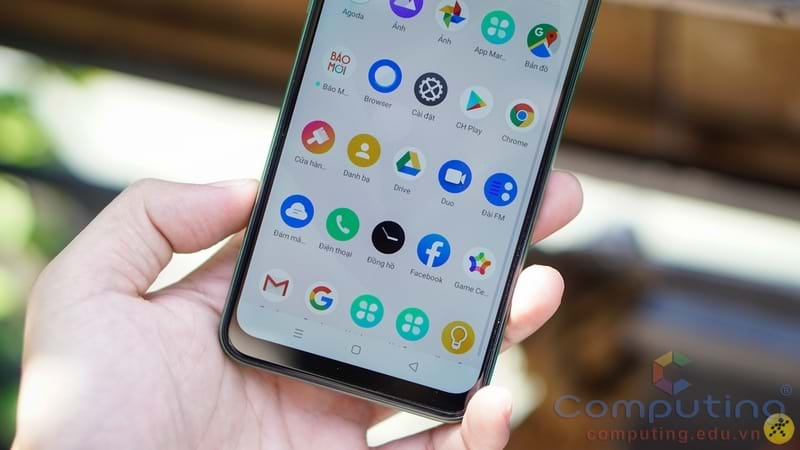 Agoda
Ảnh
Ảnh
App Mar...
Bản đồ
BÁO
MỚI
Báo M...
Browser
Cài đặt
CH Play
Chrome
Cửa hàn...
Danh bạ
Drive
Duo
Đài FM
Đám mâ...
Điện thoại
Đồng hồ
Facebook
Game Ce...
Computing®
computing.edu.vn